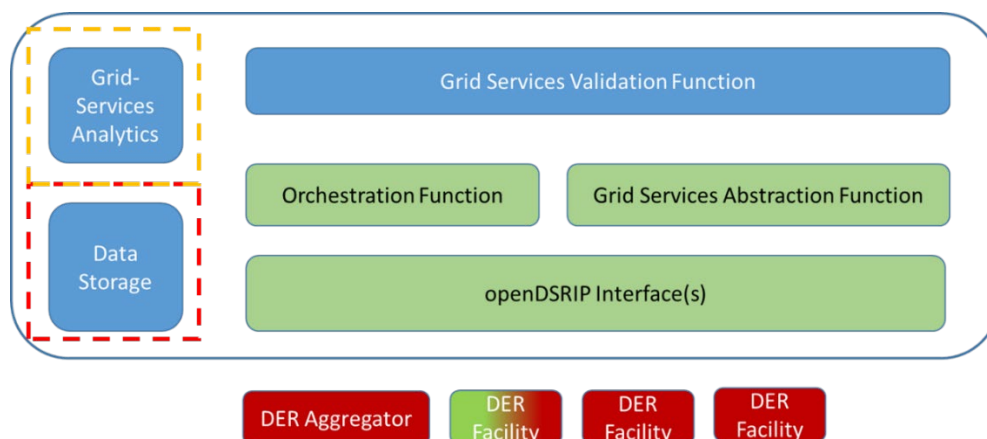 Grid-
Services
Analytics
Grid Services Validation Function
Orchestration Function
Grid Services Abstraction Function
Data
Storage
openDSRIP Interface(s)
DER Aggregator
DER
Facility
DER
Facility
DER
Facility